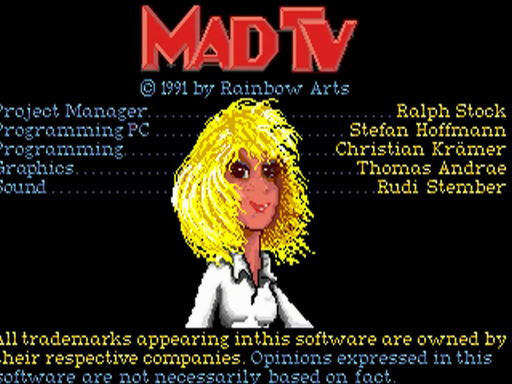 MAD TV
© 1991 by Rainbow Arts
Project Manager.......... Ralph Stock
Programming PC.......... Stefan Hoffmann
Programming.......... Christian Krämer
Graphics.......... Thomas Andrae
Sound.......... Rudi Stember
All trademarks appearing inthis software are owned by
their respective companies. Opinions expressed in this
software are not necessarily based on fact.